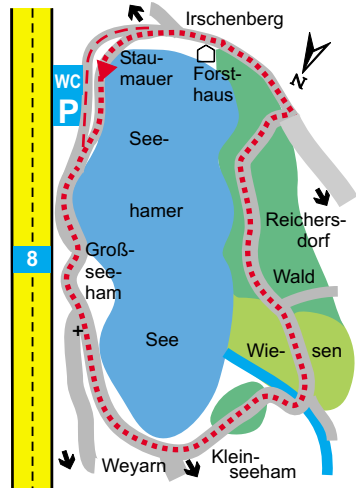 Irschenberg
Stau-
mauer
Forst-
haus
N
WC
P
See-
hamer
See
Reichers-
dorf
Groß-
see-
ham
8
Wald
Wie- sen
Weyarn
Klein-
seeham